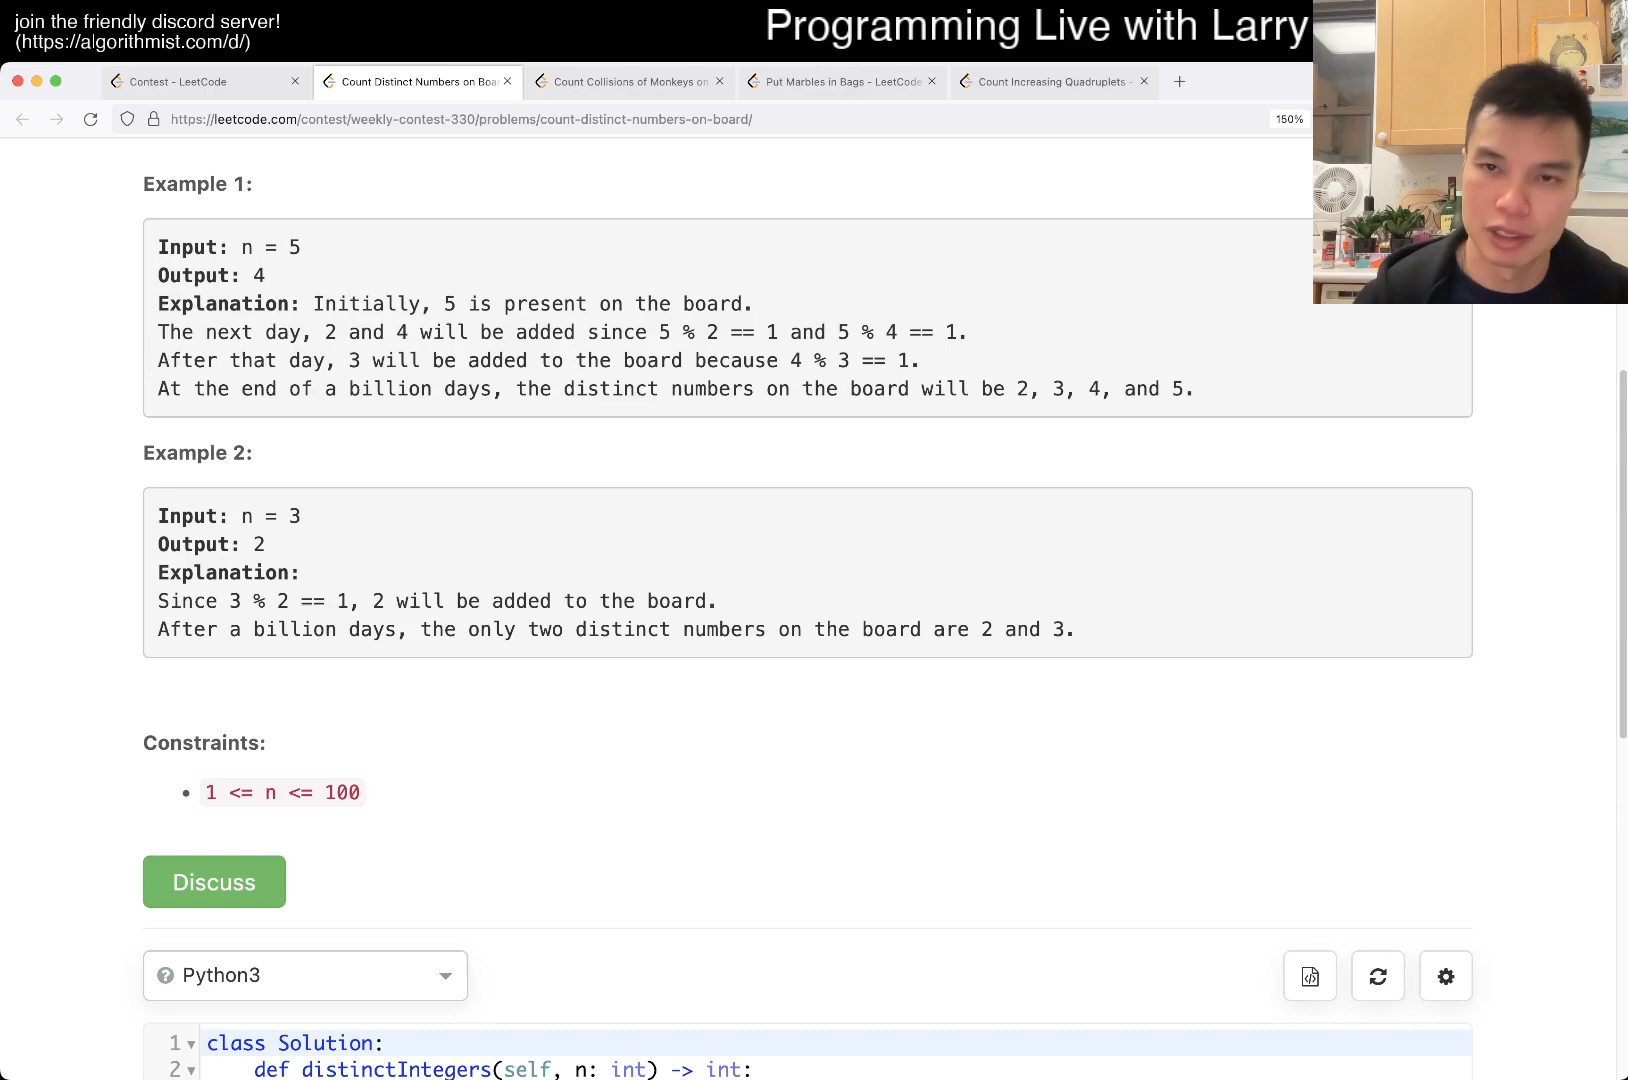 join the friendly discord server!
(https://algorithmist.com/d/)
Programming Live with Larry
Contest - LeetCode
Count Distinct Numbers on Boar
Count Collisions of Monkeys on
Put Marbles in Bags - LeetCode
Count Increasing Quadruplets -
https://leetcode.com/contest/weekly-contest-330/problems/count-distinct-numbers-on-board/
150%
Example 1:
Input: n = 5
Output: 4
Explanation: Initially, 5 is present on the board.
The next day, 2 and 4 will be added since 5 % 2 == 1 and 5 % 4 == 1.
After that day, 3 will be added to the board because 4 % 3 == 1.
At the end of a billion days, the distinct numbers on the board will be 2, 3, 4, and 5.
Example 2:
Input: n = 3
Output: 2
Explanation:
Since 3 % 2 == 1, 2 will be added to the board.
After a billion days, the only two distinct numbers on the board are 2 and 3.
Constraints:
• 1 <= n <= 100
Discuss
Python3
1 class Solution:
2 def distinctIntegers(self, n: int) -> int: